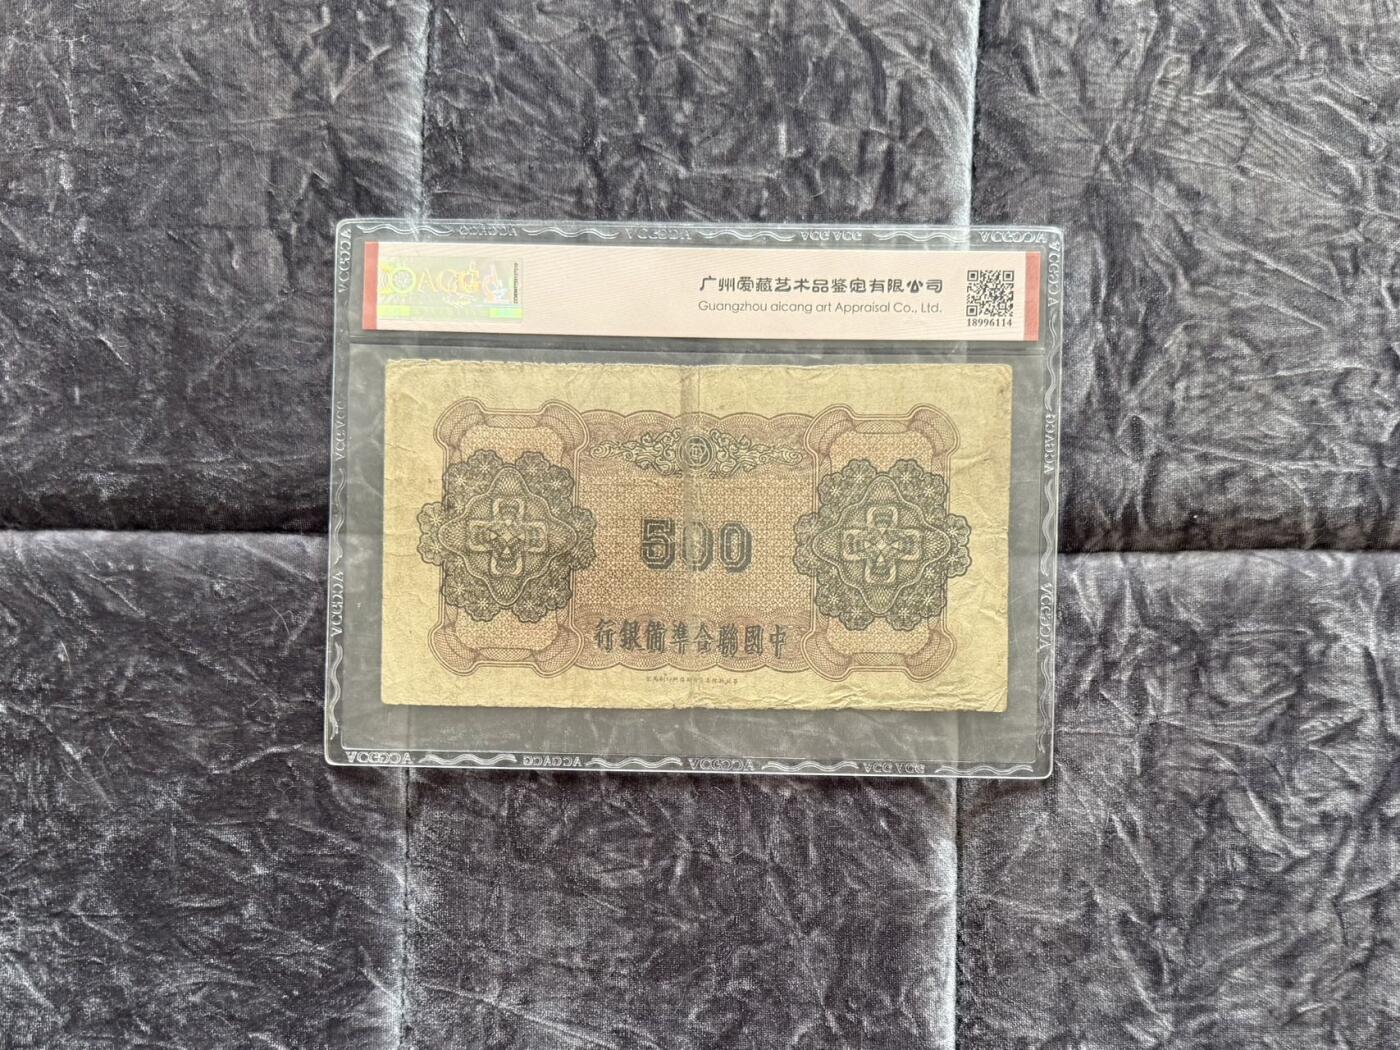 ACG
广州爱藏艺术品鉴定有限公司
Guangzhou aicang art Appraisal Co., Ltd.
18996114
500
行銀備準合聯國中